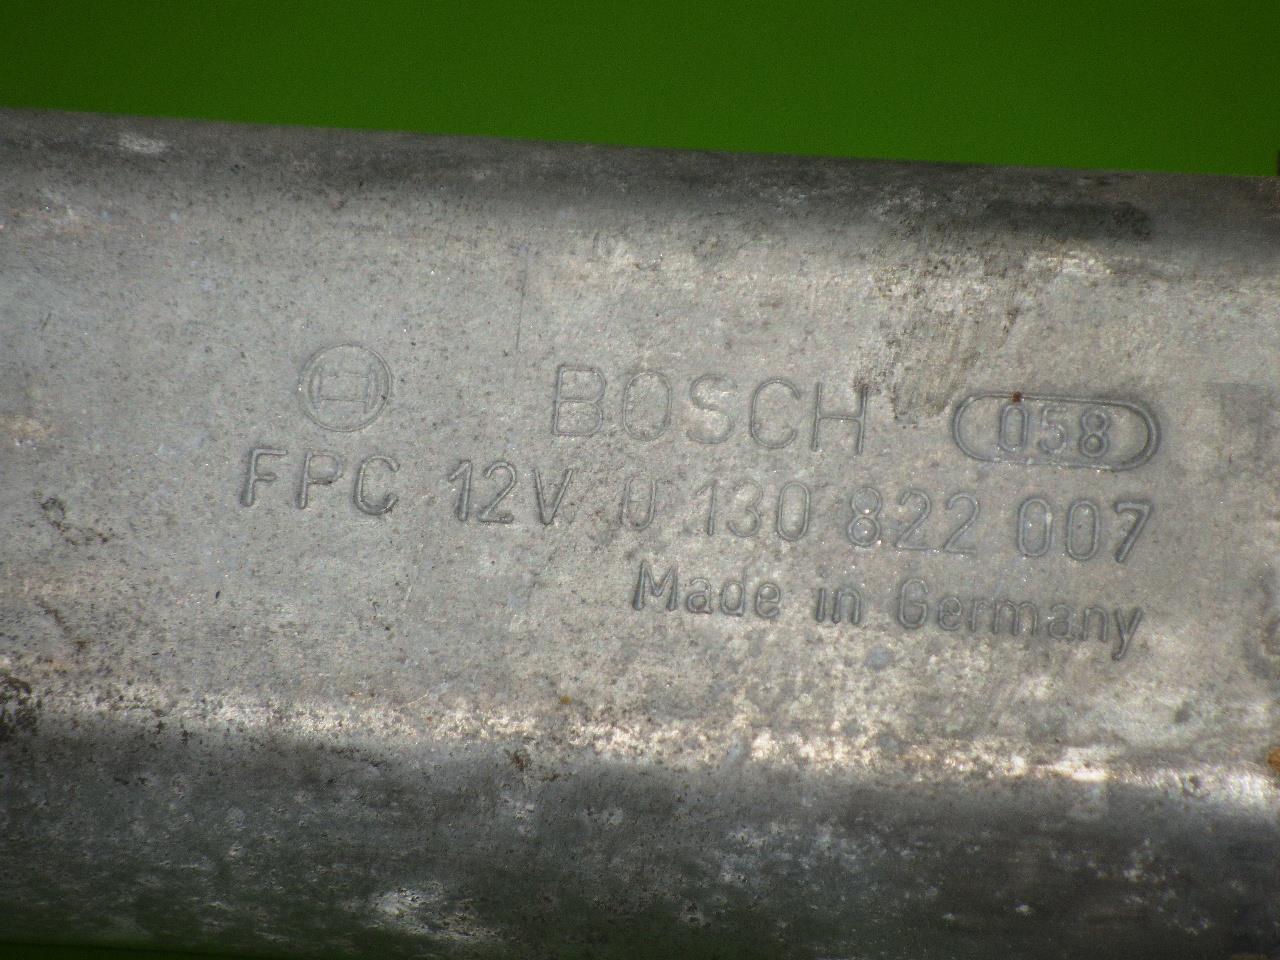 BOSCH 058
FPC 12V 0 130 822 007
Made in Germany